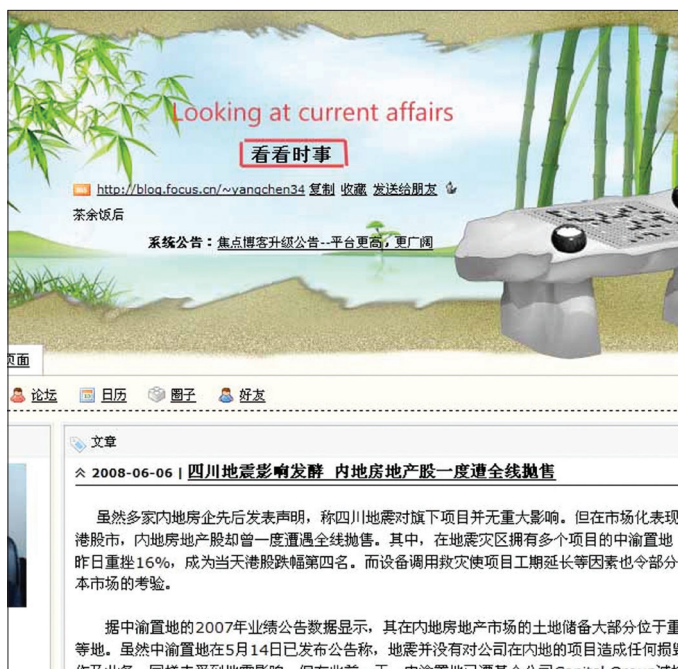 Looking at current affairs
看看时事
http://blog.focus.cn/~yangchen34 复制 收藏 发送给朋友
茶余饭后
系统公告：焦点博客升级公告--平台更高，更广阔
页面
论坛 日历 圈子 好友
文章
2008-06-06 | 四川地震影响发酵 内地房地产股一度遭全线抛售
虽然多家内地房企先后发表声明，称四川地震对旗下项目并无重大影响。但在市场化表现
港股市，内地房地产股却曾一度遭遇全线抛售。其中，在地震灾区拥有多个项目的中渝置地
昨日重挫16%，成为当天港股跌幅第四名。而设备调用救灾使项目工期延长等因素也令部分
本市场的考验。
据中渝置地的2007年业绩公告数据显示，其在内地房地产市场的土地储备大部分位于重
等地。虽然中渝置地在5月14日已发布公告称，地震并没有对公司在内地的项目造成任何损